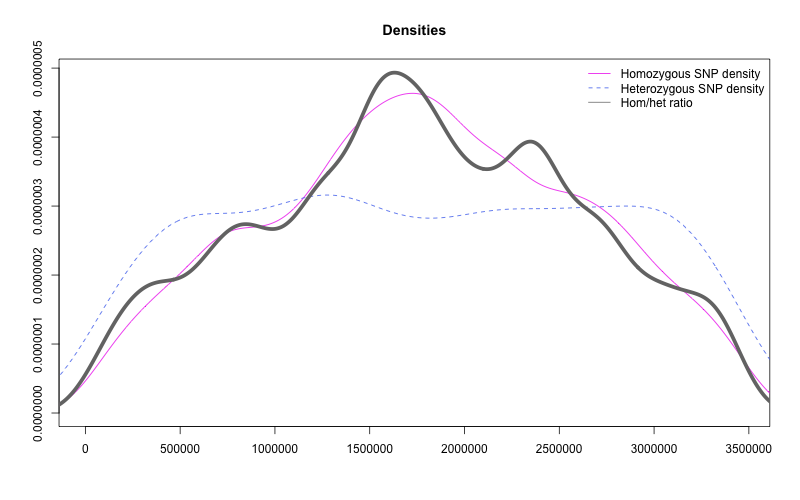 Densities
Homozygous SNP density
Heterozygous SNP density
Hom/het ratio
0.0000005
0.0000004
0.0000003
0.0000002
0.0000001
0.0000000
0 500000 1000000 1500000 2000000 2500000 3000000 3500000